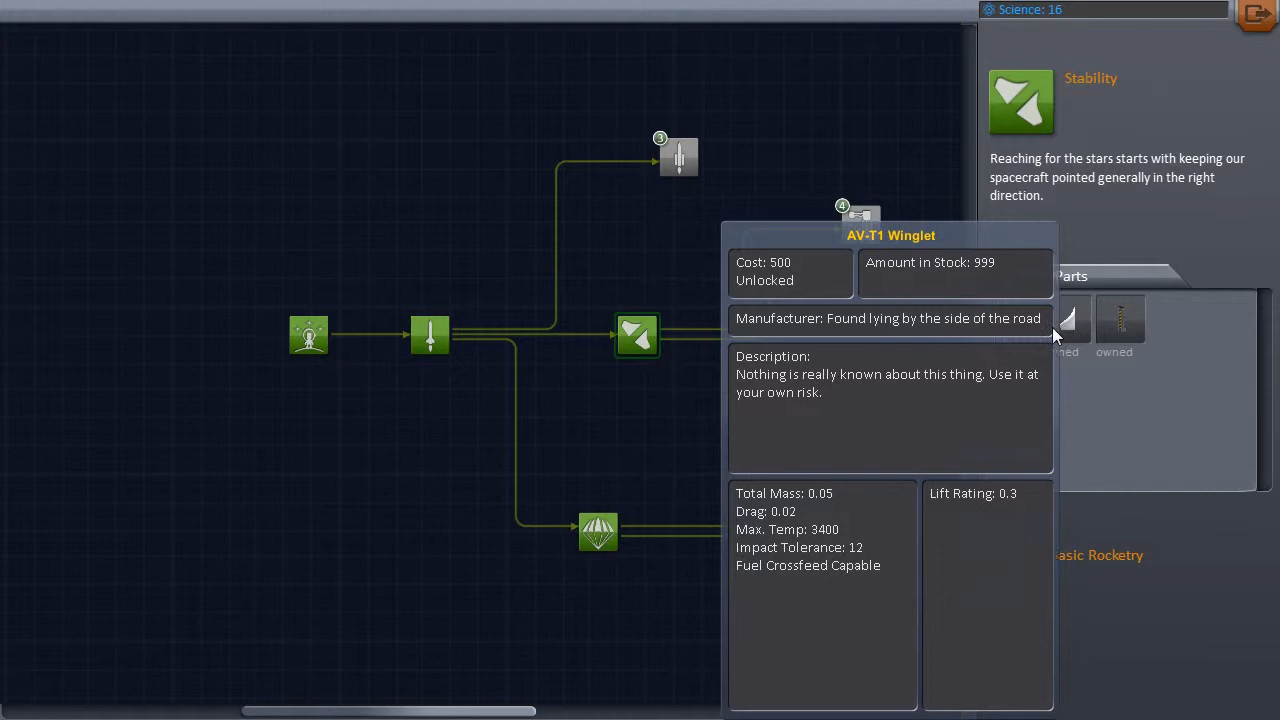 Science: 16
Stability
Reaching for the stars starts with keeping our
spacecraft pointed generally in the right
direction.
3
4
AV-T1 Winglet
Cost: 500
Unlocked
Amount in Stock: 999
Parts
Manufacturer: Found lying by the side of the road
owned
Description:
Nothing is really known about this thing. Use it at
your own risk.
Total Mass: 0.05
Drag: 0.02
Max. Temp: 3400
Impact Tolerance: 12
Fuel Crossfeed Capable
Lift Rating: 0.3
Rocketry